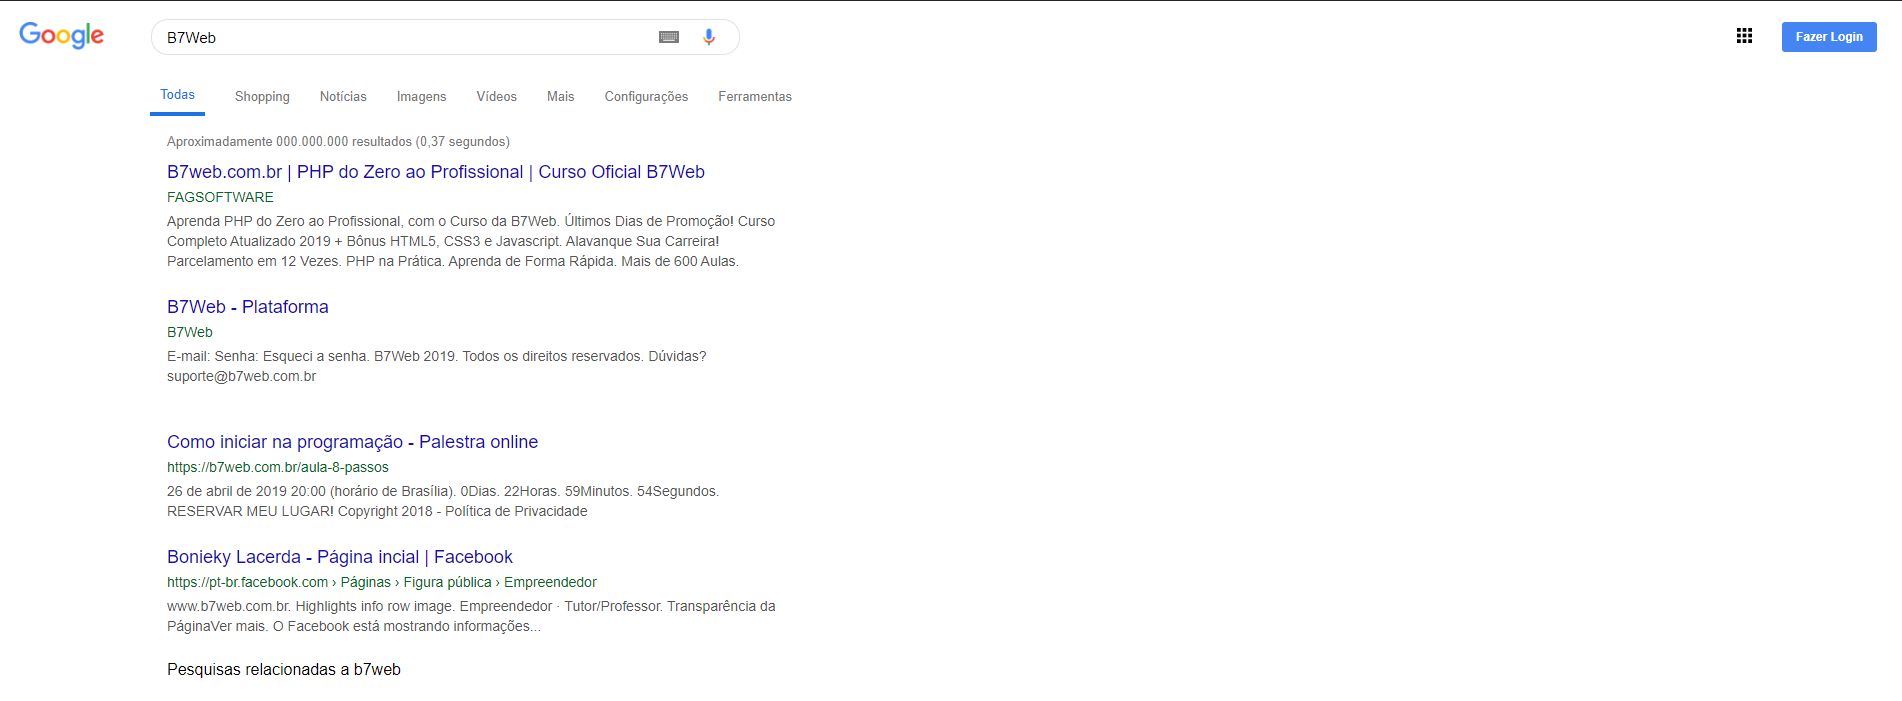 Google
B7Web
Fazer Login
Todas Shopping Notícias Imagens Vídeos Mais Configurações Ferramentas
Aproximadamente 000.000.000 resultados (0,37 segundos)
B7web.com.br | PHP do Zero ao Profissional | Curso Oficial B7Web
FAGSOFTWARE
Aprenda PHP do Zero ao Profissional, com o Curso da B7Web. Últimos Dias de Promoção! Curso
Completo Atualizado 2019 + Bônus HTML5, CSS3 e Javascript. Alavanque Sua Carreira!
Parcelamento em 12 Vezes. PHP na Prática. Aprenda de Forma Rápida. Mais de 600 Aulas.
B7Web - Plataforma
B7Web
E-mail: Senha: Esqueci a senha. B7Web 2019. Todos os direitos reservados. Dúvidas?
suporte@b7web.com.br
Como iniciar na programação - Palestra online
https://b7web.com.br/aula-8-passos
26 de abril de 2019 20:00 (horário de Brasília). 0Dias. 22Horas. 59Minutos. 54Segundos.
RESERVAR MEU LUGAR! Copyright 2018 - Política de Privacidade
Bonieky Lacerda - Página incial | Facebook
https://pt-br.facebook.com › Páginas › Figura pública › Empreendedor
www.b7web.com.br. Highlights info row image. Empreendedor · Tutor/Professor. Transparência da
PáginaVer mais. O Facebook está mostrando informações...
Pesquisas relacionadas a b7web